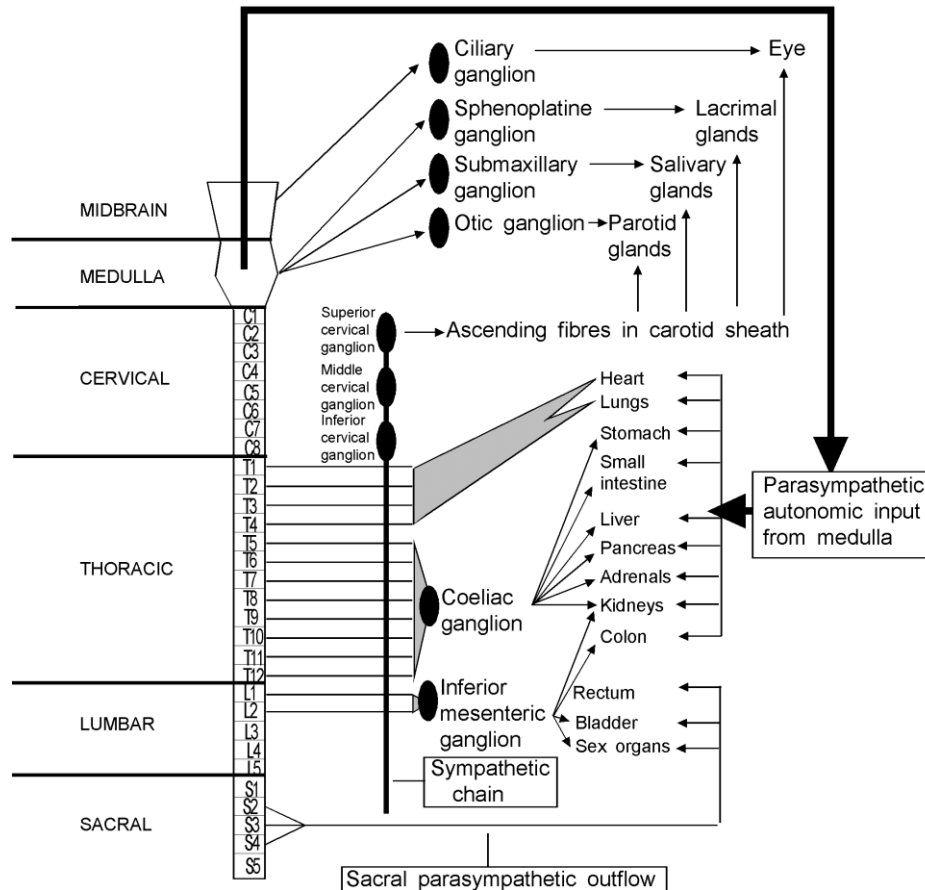 Ciliary
ganglion
Eye
Sphenoplatine
ganglion
Lacrimal
glands
Submaxillary
ganglion
Salivary
glands
Otic ganglion
Parotid
glands
MIDBRAIN
MEDULLA
CERVICAL
THORACIC
LUMBAR
SACRAL
C1
C2
C3
C4
C5
C6
C7
C8
T1
T2
T3
T4
T5
T6
T7
T8
T9
T10
T11
T12
L1
L2
L3
L4
L5
S1
S2
S3
S4
S5
Superior
cervical
ganglion
Middle
cervical
ganglion
Inferior
cervical
ganglion
Ascending fibres in carotid sheath
Heart
Lungs
Stomach
Small
intestine
Liver
Pancreas
Adrenals
Kidneys
Colon
Rectum
Bladder
Sex organs
Parasympathetic
autonomic input
from medulla
Coeliac
ganglion
Inferior
mesenteric
ganglion
Sympathetic
chain
Sacral parasympathetic outflow